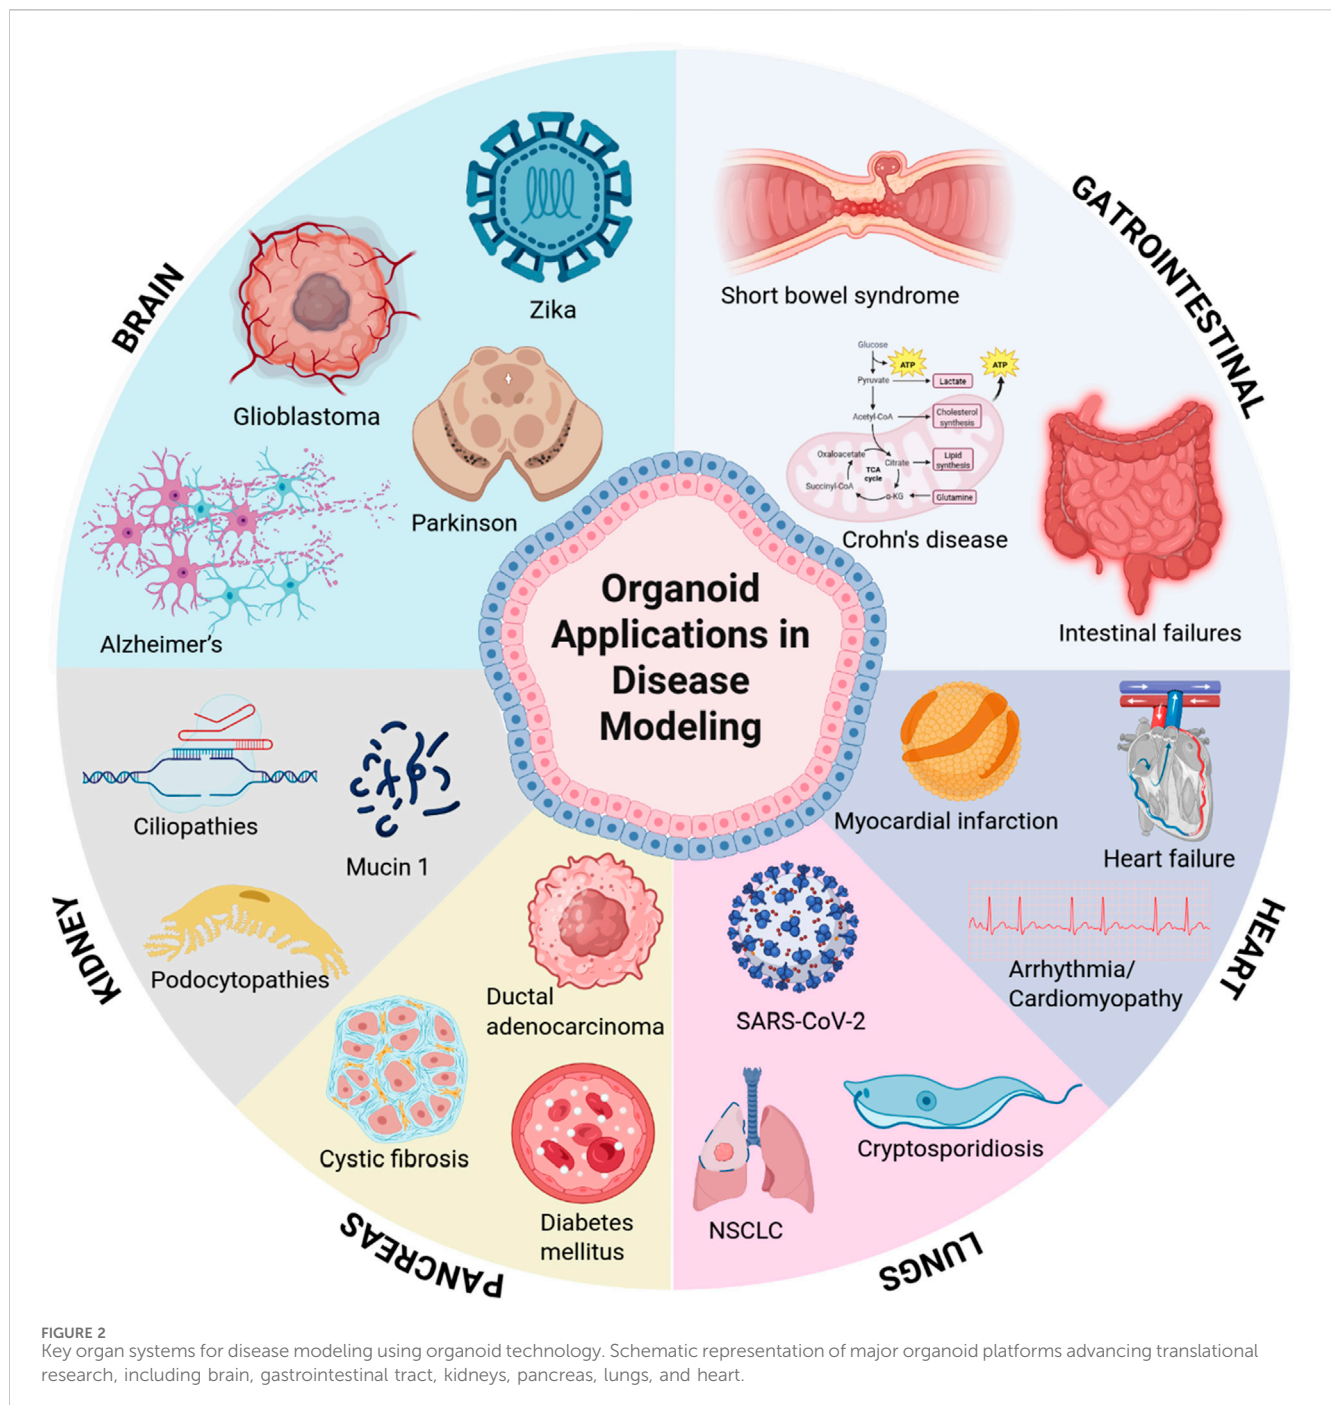 BRAIN
Zika
Glioblastoma
Parkinson
Alzheimer's
GATROINTESTINAL
Short bowel syndrome
Glucose
ATP
ATP
Pyruvate
Lactate
Acetyl-CoA
Cholesterol
synthesis
Oxaloacetate
Citrate
Lipid
synthesis
TCA
cycle
Succinyl-CoA
α-KG
Glutamine
Crohn's disease
Intestinal failures
Organoid
Applications in
Disease
Modeling
KIDNEY
Ciliopathies
Mucin 1
Podocytopathies
HEART
Myocardial infarction
Heart failure
Arrhythmia/
Cardiomyopathy
PANCREAS
Ductal
adenocarcinoma
Cystic fibrosis
Diabetes
mellitus
LUNGS
SARS-CoV-2
Cryptosporidiosis
NSCLC
FIGURE 2
Key organ systems for disease modeling using organoid technology. Schematic representation of major organoid platforms advancing translational
research, including brain, gastrointestinal tract, kidneys, pancreas, lungs, and heart.